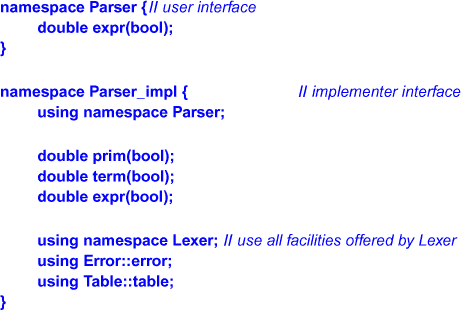 namespace Parser { // user interface
double expr(bool);
}
namespace Parser_impl { // implementer interface
using namespace Parser;
double prim(bool);
double term(bool);
double expr(bool);
using namespace Lexer; // use all facilities offered by Lexer
using Error::error;
using Table::table;
}